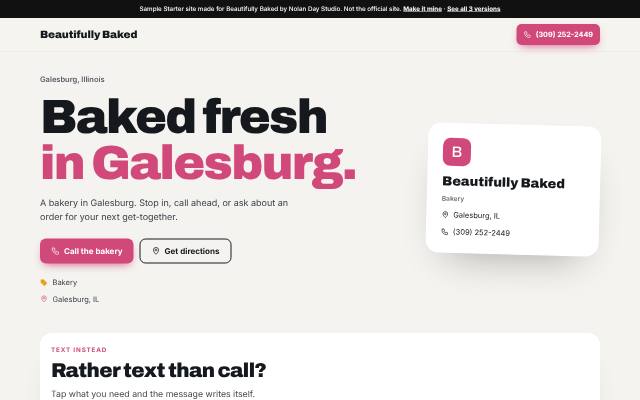 Sample Starter site made for Beautifully Baked by Nolan Day Studio. Not the official site. Make it mine · See all 3 versions
Beautifully Baked
(309) 252-2449
Galesburg, Illinois
Baked fresh
in Galesburg.
A bakery in Galesburg. Stop in, call ahead, or ask about an
order for your next get-together.
Call the bakery
Get directions
Bakery
Galesburg, IL
B
Beautifully Baked
Bakery
Galesburg, IL
(309) 252-2449
TEXT INSTEAD
Rather text than call?
Tap what you need and the message writes itself.